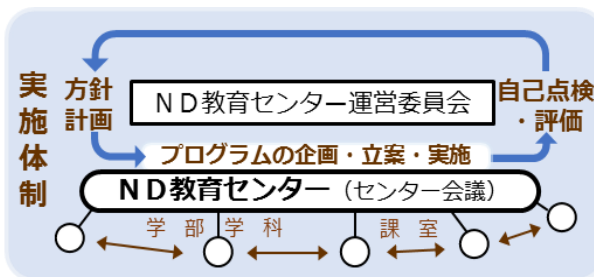 実施体制
方針
計画
ND教育センター運営委員会
自己点検
・評価
プログラムの企画・立案・実施
ND教育センター(センター会議)
学部学科 課室